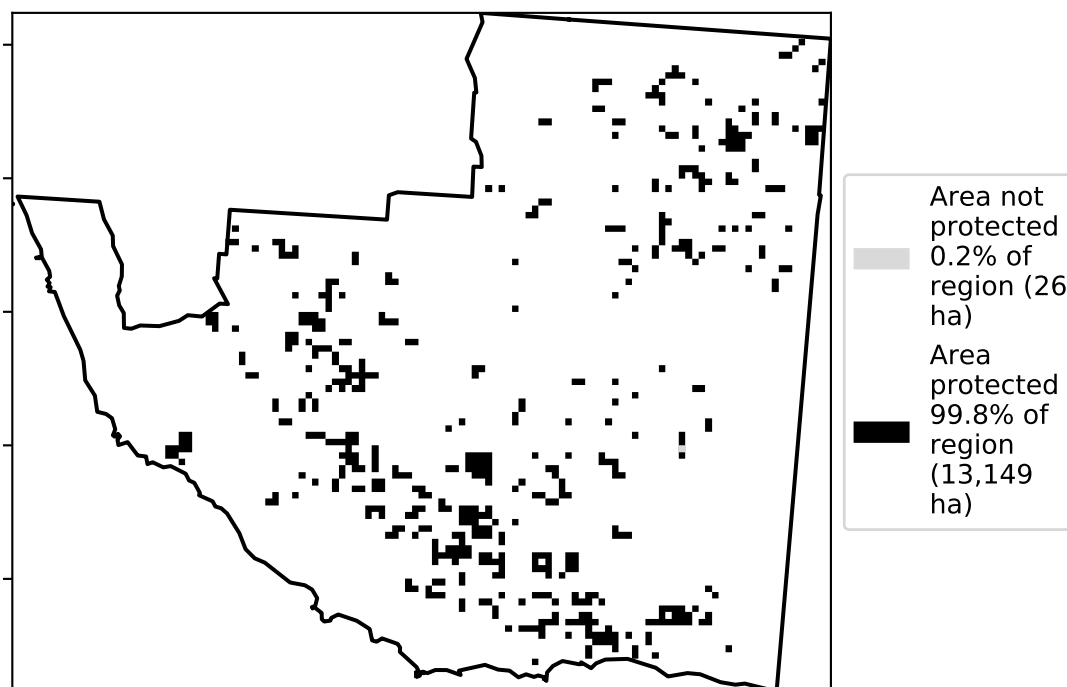 Area not
protected
0.2% of
region (26
ha)
Area
protected
99.8% of
region
(13,149
ha)